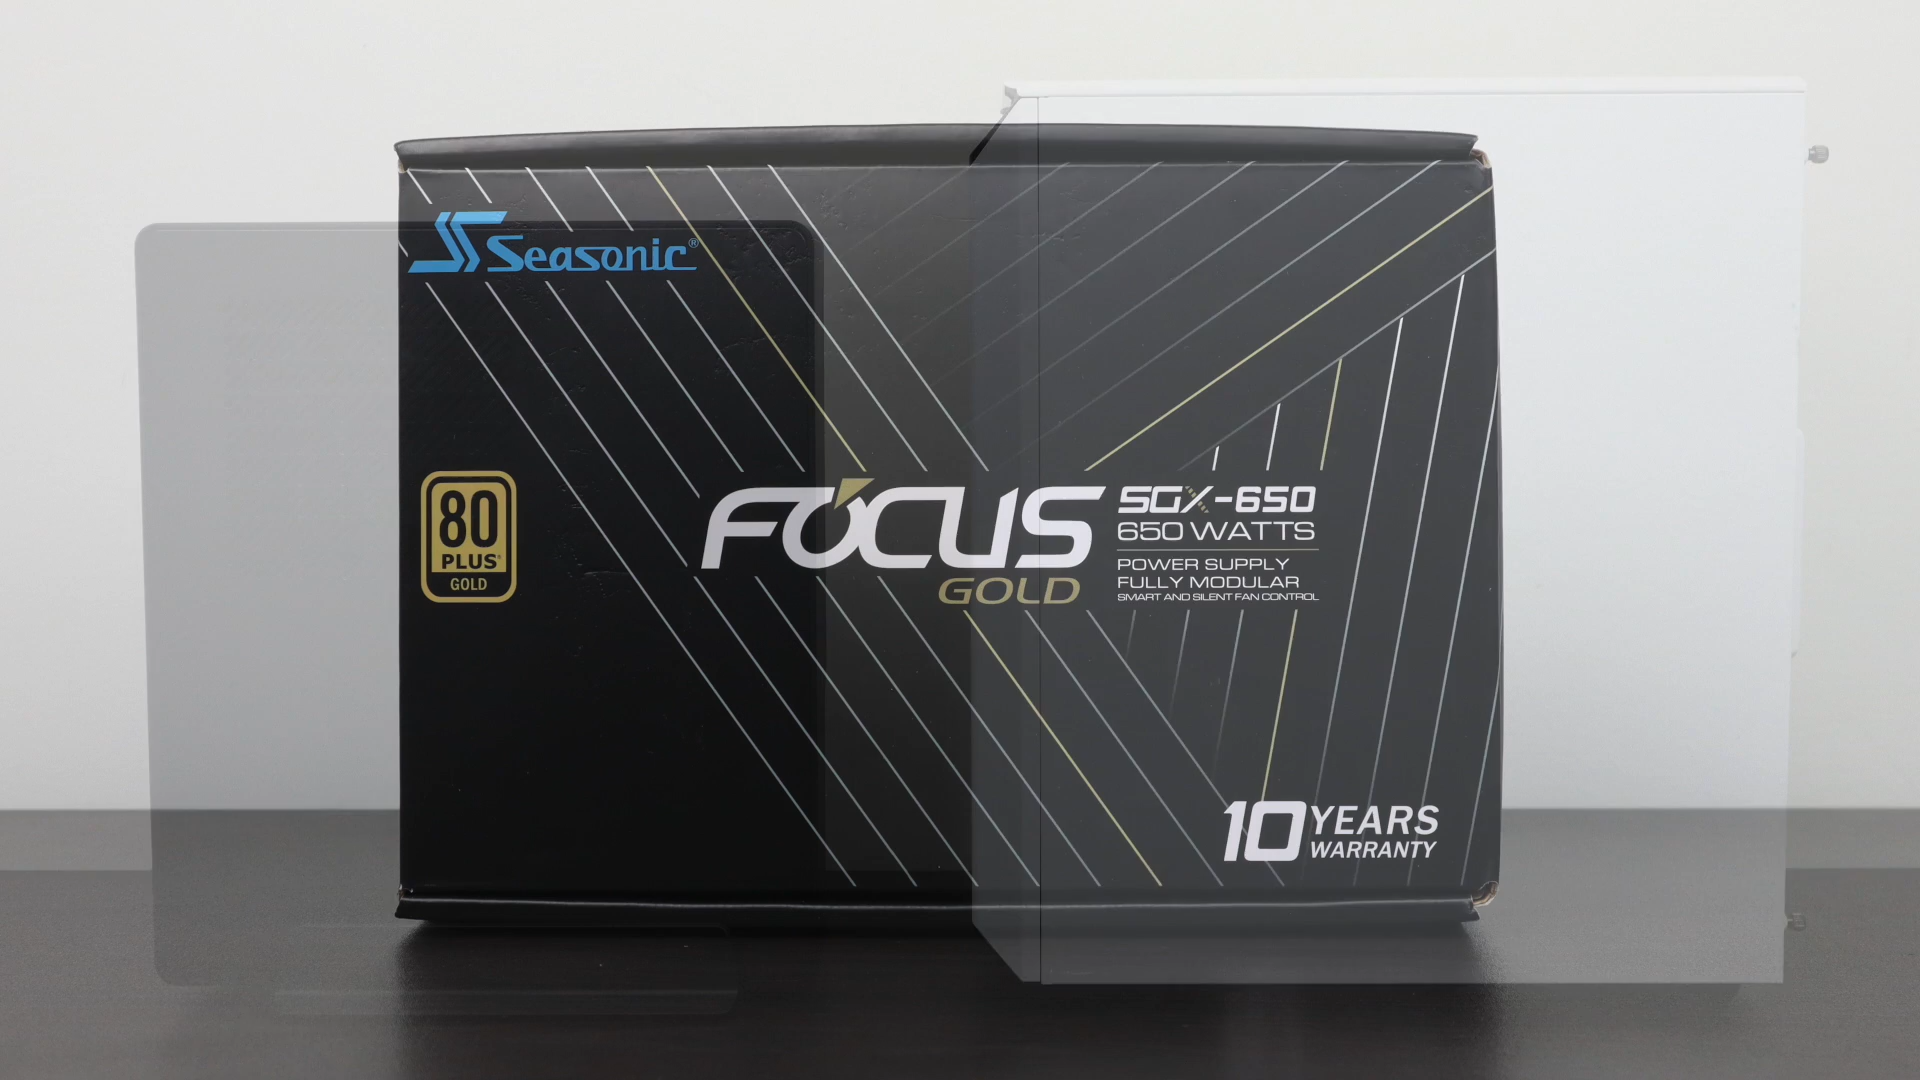 Seasonic®
80
PLUS®
GOLD
FOCUS
GOLD
SGX-650
650 WATTS
POWER SUPPLY
FULLY MODULAR
SMART AND SILENT FAN CONTROL
10 YEARS
WARRANTY